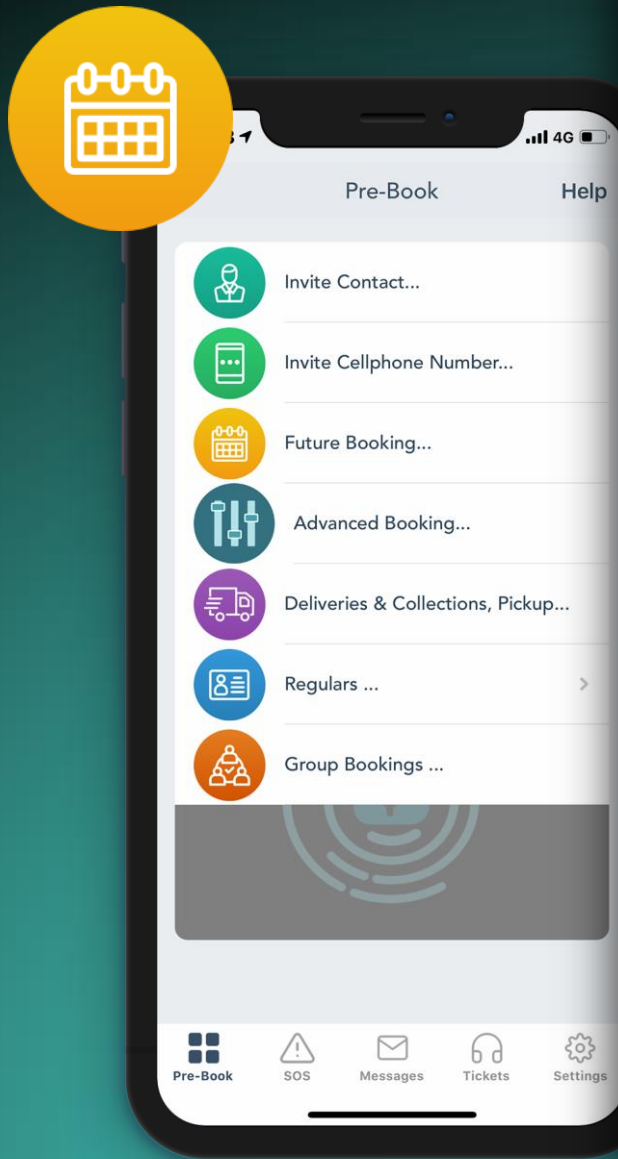 4G
Pre-Book
Help
Invite Contact...
Invite Cellphone Number...
Future Booking...
Advanced Booking...
Deliveries & Collections, Pickup...
Regulars ...
Group Bookings ...
Pre-Book
SOS
Messages
Tickets
Settings